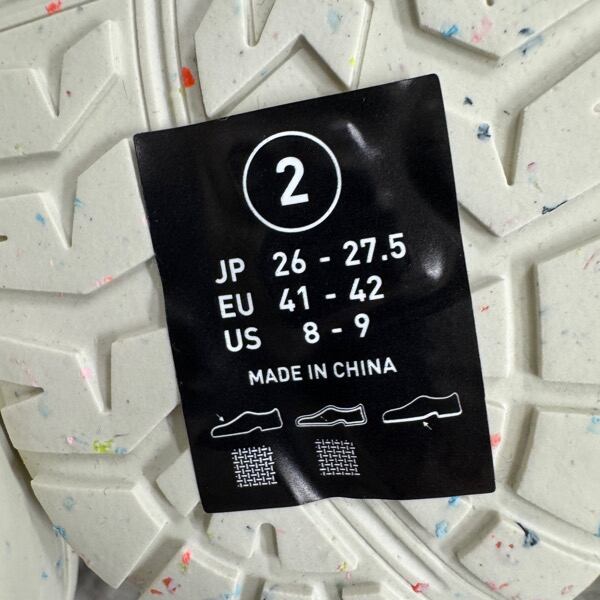 2
JP 26 - 27.5
EU 41 - 42
US 8 - 9
MADE IN CHINA